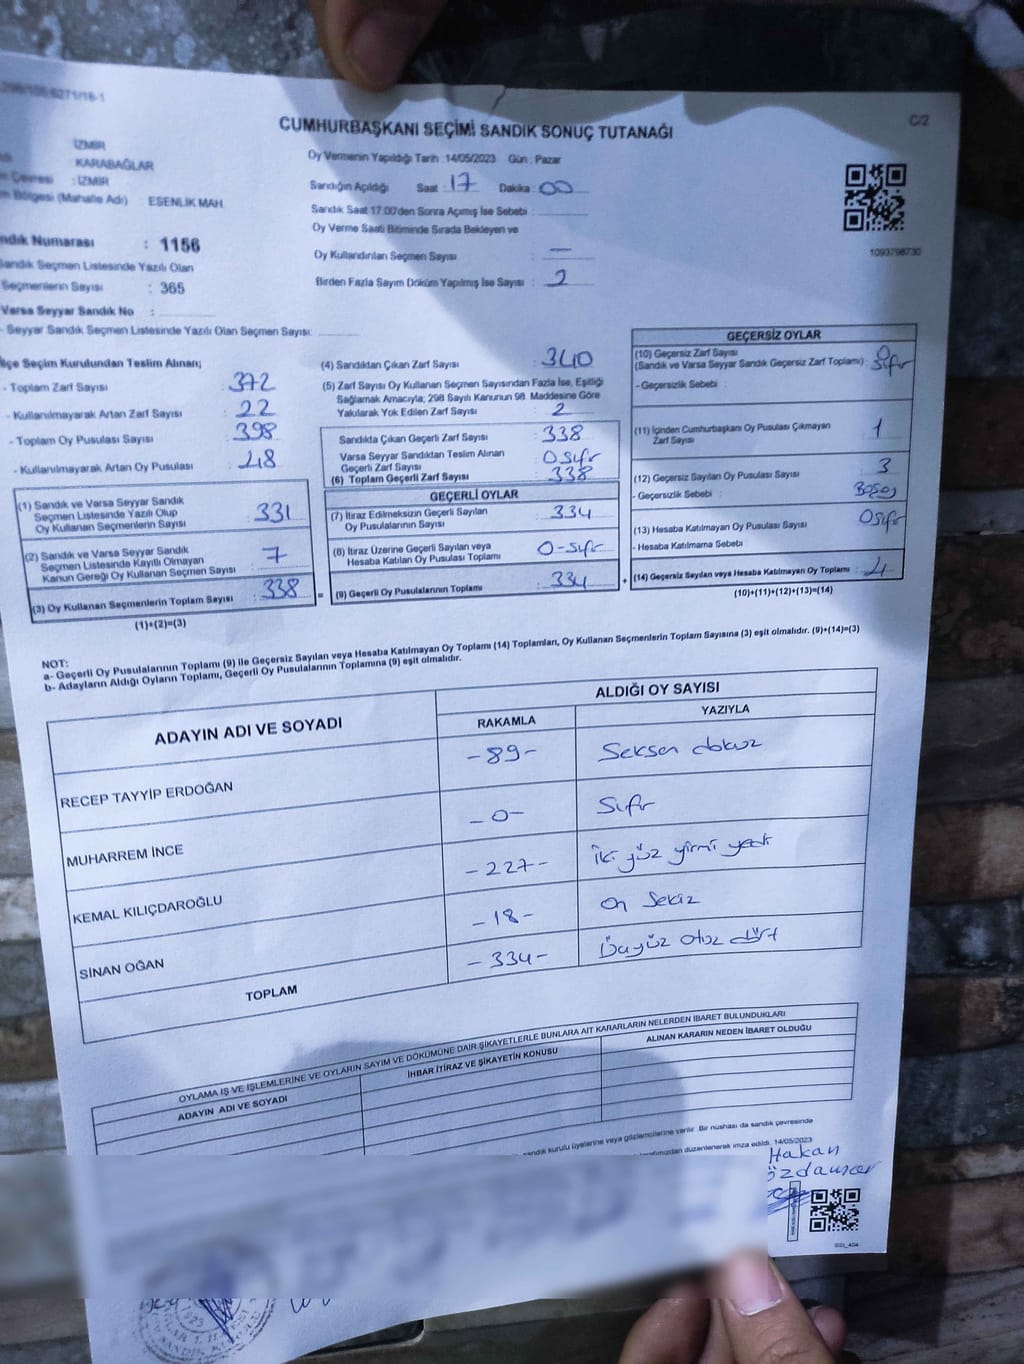 CUMHURBAŞKANI SEÇİMİ SANDIK SONUÇ TUTANAĞI
C/2
İZMİR
KARABAĞLAR
Çevresi : İZMİR
Bölgesi (Mahalle Adı) : ESENLİK MAH.
Sandık Numarası : 1156
Sandık Seçmen Listesinde Yazılı Olan
Seçmenlerin Sayısı : 365
Varsa Seyyar Sandık No :
- Seyyar Sandık Seçmen Listesinde Yazılı Olan Seçmen Sayısı:
Oy Vermenin Yapıldığı Tarih : 14/05/2023 Gün : Pazar
Sandığın Açıldığı Saat : 17 Dakika : 00
Sandık Saat 17.00'den Sonra Açımış İse Sebebi :
Oy Verme Saati Bitiminde Sırada Bekleyen ve
Oy Kullandırılan Seçmen Sayısı : —
Birden Fazla Sayım Döküm Yapılmış İse Sayısı : 2
1093798730
İlçe Seçim Kurulundan Teslim Alınan;
- Toplam Zarf Sayısı : 372
- Kullanılmayarak Artan Zarf Sayısı : 22
- Toplam Oy Pusulası Sayısı : 398
- Kullanılmayarak Artan Oy Pusulası : 48
(1) Sandık ve Varsa Seyyar Sandık
Seçmen Listesinde Yazılı Olup
Oy Kullanan Seçmenlerin Sayısı : 331
(2) Sandık ve Varsa Seyyar Sandık
Seçmen Listesinde Kayıtlı Olmayan
Kanun Gereği Oy Kullanan Seçmen Sayısı : 7
(3) Oy Kullanan Seçmenlerin Toplam Sayısı : 338
(1)+(2)=(3)
(4) Sandıktan Çıkan Zarf Sayısı : 340
(5) Zarf Sayısı Oy Kullanan Seçmen Sayısından Fazla İse, Eşitliği
Sağlamak Amacıyla; 298 Sayılı Kanunun 98. Maddesine Göre
Yakılarak Yok Edilen Zarf Sayısı : 2
Sandıkta Çıkan Geçerli Zarf Sayısı : 338
Varsa Seyyar Sandıktan Teslim Alınan
Geçerli Zarf Sayısı : 0 Sıfır
(6) Toplam Geçerli Zarf Sayısı : 338
GEÇERLİ OYLAR
(7) İtiraz Edilmeksizin Geçerli Sayılan
Oy Pusulalarının Sayısı : 334
(8) İtiraz Üzerine Geçerli Sayılan veya
Hesaba Katılan Oy Pusulası Toplamı : 0-Sıfır
= (9) Geçerli Oy Pusulalarının Toplamı : 334 +
GEÇERSİZ OYLAR
(10) Geçersiz Zarf Sayısı
(Sandık ve Varsa Seyyar Sandık Geçersiz Zarf Toplamı) : 0 Sıfır
- Geçersizlik Sebebi :
(11) İçinden Cumhurbaşkanı Oy Pusulası Çıkmayan
Zarf Sayısı : 1
(12) Geçersiz Sayılan Oy Pusulası Sayısı : 3
- Geçersizlik Sebebi :
(13) Hesaba Katılmayan Oy Pusulası Sayısı : 0 Sıfır
- Hesaba Katılmama Sebebi :
(14) Geçersiz Sayılan veya Hesaba Katılmayan Oy Toplamı : 4
(10)+(11)+(12)+(13)=(14)
NOT:
a- Geçerli Oy Pusulalarının Toplamı (9) ile Geçersiz Sayılan veya Hesaba Katılmayan Oy Toplamı (14) Toplamları, Oy Kullanan Seçmenlerin Toplam Sayısına (3) eşit olmalıdır. (9)+(14)=(3)
b- Adayların Aldığı Oyların Toplamı, Geçerli Oy Pusulalarının Toplamına (9) eşit olmalıdır.
ADAYIN ADI VE SOYADI
ALDIĞI OY SAYISI
RAKAMLA YAZIYLA
RECEP TAYYİP ERDOĞAN -89- Seksen dokuz
MUHARREM İNCE -0- Sıfır
KEMAL KILIÇDAROĞLU -227- iki yüz yirmi yedi
SİNAN OĞAN -18- on sekiz
TOPLAM -334- Üçyüz otuz dört
OYLAMA İŞ VE İŞLEMLERİNE VE OYLARIN SAYIM VE DÖKÜMÜNE DAİR ŞİKAYETLERLE BUNLARA AİT KARARLARIN NELERDEN İBARET BULUNDUKLARI
ADAYIN ADI VE SOYADI
İHBAR İTİRAZ VE ŞİKAYETİN KONUSU
ALINAN KARARIN NEDEN İBARET OLDUĞU
sandık kurulu üyelerine veya gözlemcilerine verilir. Bir nüshası da sandık çevresinde
tarafımızdan düzenlenerek imza edildi. 14/05/2023
Hakan
özdamar